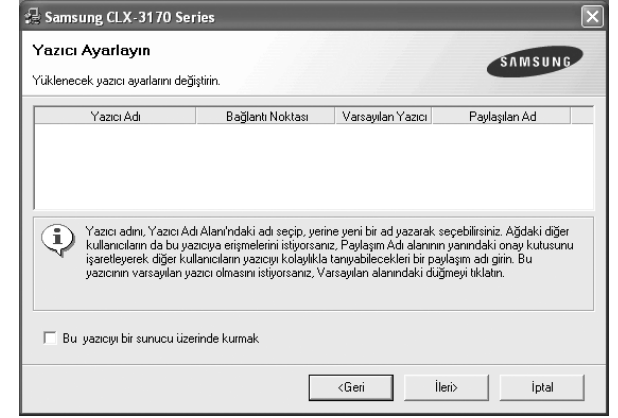 Samsung CLX-3170 Series
Yazıcı Ayarlayın
Yüklenecek yazıcı ayarlarını değiştirin.
SAMSUNG
Yazıcı Adı Bağlantı Noktası Varsayılan Yazıcı Paylaşılan Ad
Yazıcı adını, Yazıcı Adı Alanı'ndaki adı seçip, yerine yeni bir ad yazarak seçebilirsiniz. Ağdaki diğer
kullanıcıların da bu yazıcıya erişmelerini istiyorsanız, Paylaşım Adı alanının yanındaki onay kutusunu
işaretleyerek diğer kullanıcıların yazıcıyı kolaylıkla tanıyabilecekleri bir paylaşım adı girin. Bu
yazıcının varsayılan yazıcı olmasını istiyorsanız, Varsayılan alanındaki düğmeyi tıklatın.
Bu yazıcıyı bir sunucu üzerinde kurmak
<Geri İleri> İptal